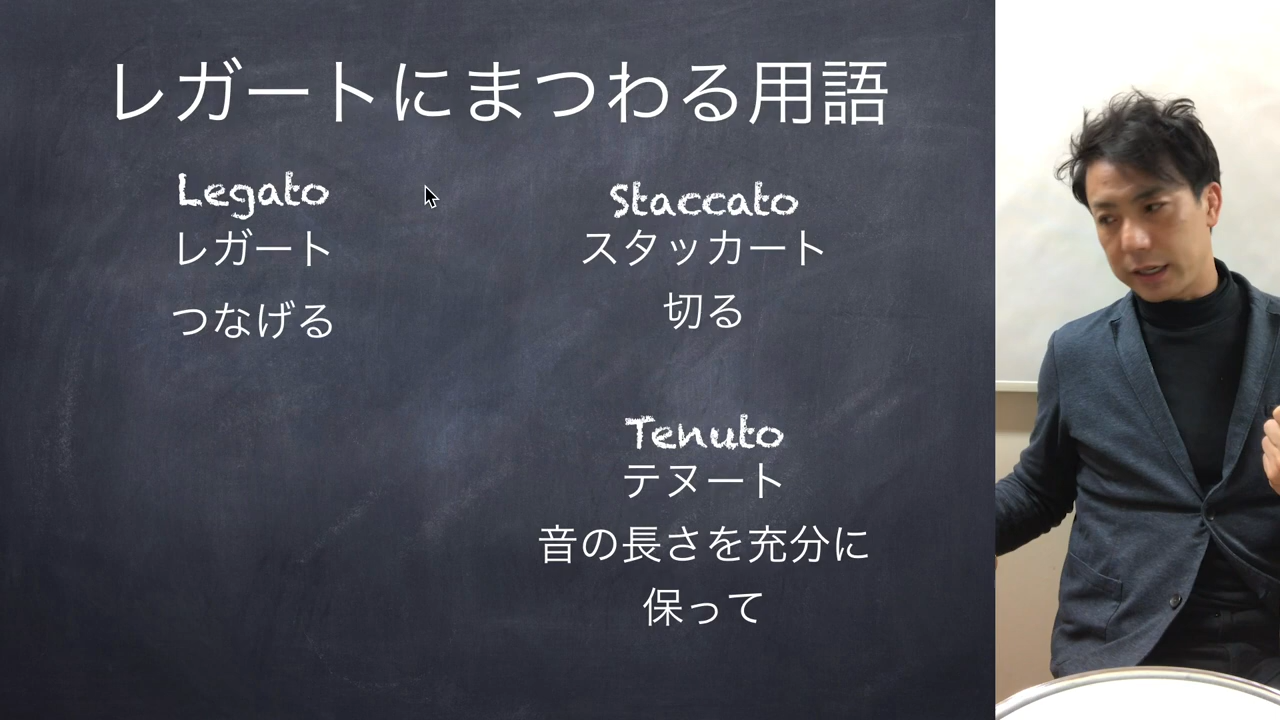 レガートにまつわる用語
Legato
レガート
つなげる
Staccato
スタッカート
切る
Tenuto
テヌート
音の長さを充分に
保って